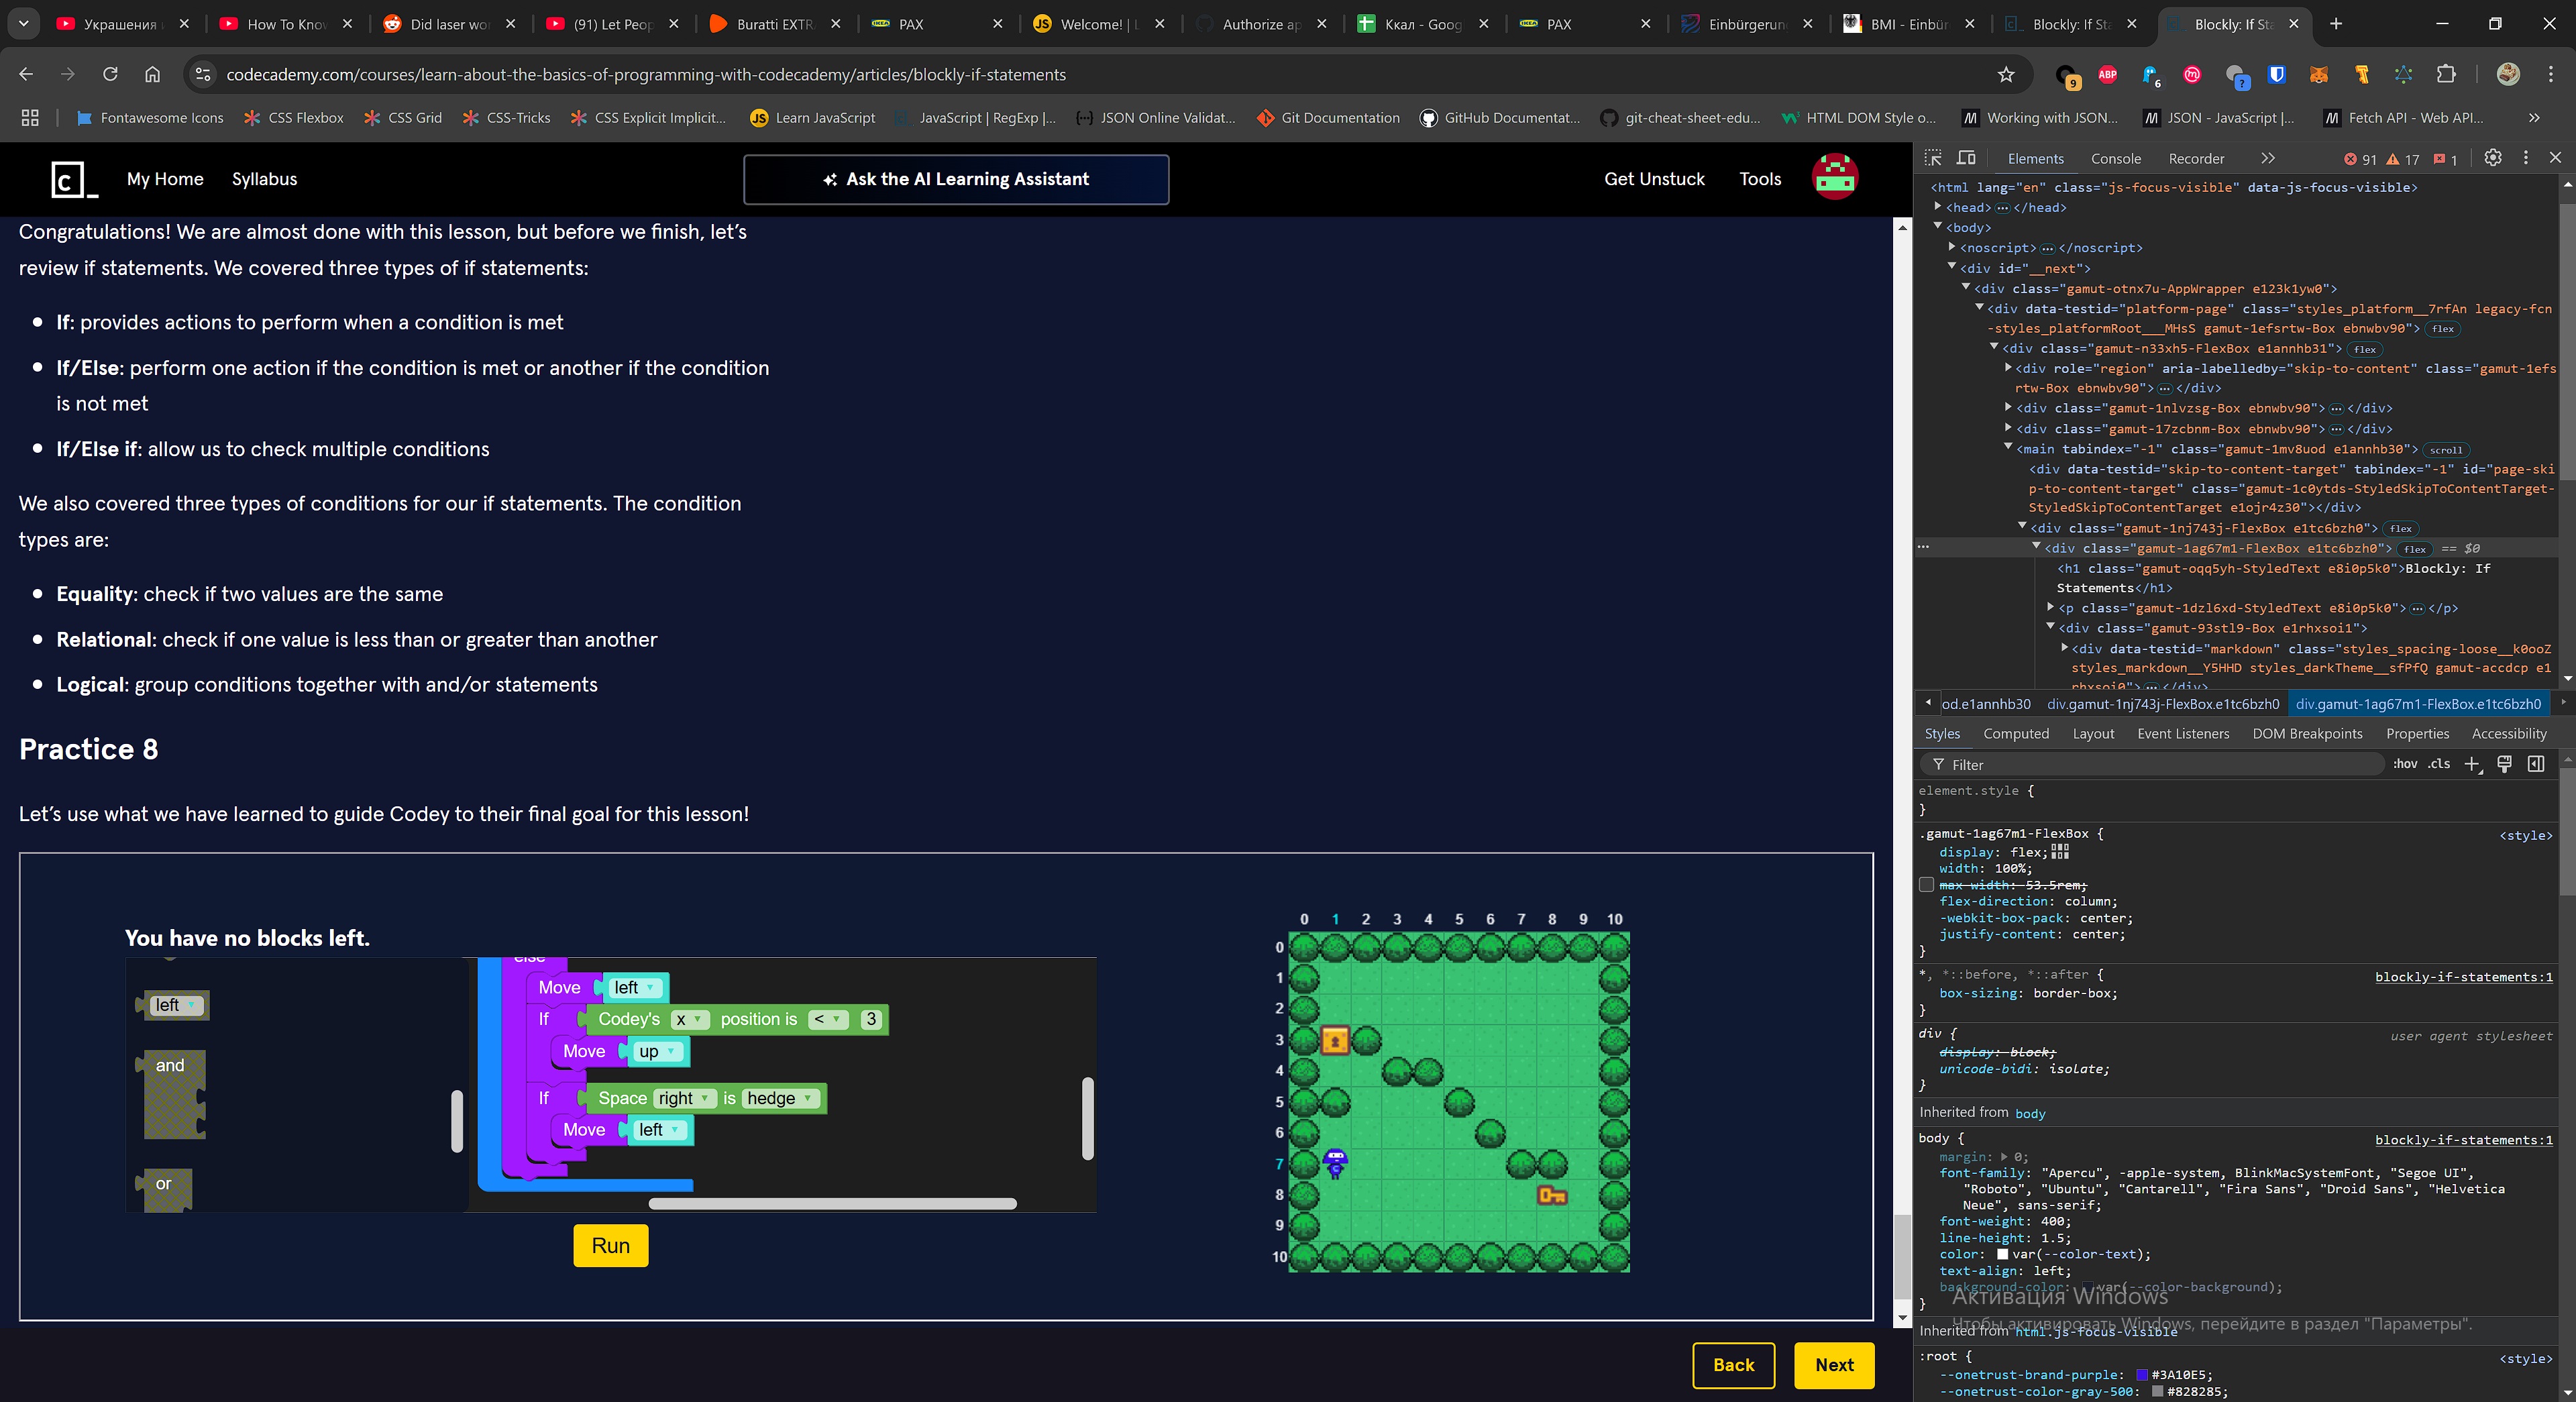 Украшения
How To Know
Did laser wo
(91) Let Peop
Buratti EXTR
PAX
Welcome! | L
Authorize ap
Ккал - Goog
PAX
Einbürgerun
BMI - Einbür
Blockly: If Sta
Blockly: If Sta
codecademy.com/courses/learn-about-the-basics-of-programming-with-codecademy/articles/blockly-if-statements
Fontawesome Icons
CSS Flexbox
CSS Grid
CSS-Tricks
CSS Explicit Implicit...
Learn JavaScript
JavaScript | RegExp |...
JSON Online Validat...
Git Documentation
GitHub Documentat...
git-cheat-sheet-edu...
HTML DOM Style o...
Working with JSON...
JSON - JavaScript |...
Fetch API - Web API...
My Home
Syllabus
Ask the AI Learning Assistant
Get Unstuck
Tools
Congratulations! We are almost done with this lesson, but before we finish, let’s
review if statements. We covered three types of if statements:
If: provides actions to perform when a condition is met
If/Else: perform one action if the condition is met or another if the condition
is not met
If/Else if: allow us to check multiple conditions
We also covered three types of conditions for our if statements. The condition
types are:
Equality: check if two values are the same
Relational: check if one value is less than or greater than another
Logical: group conditions together with and/or statements
Practice 8
Let’s use what we have learned to guide Codey to their final goal for this lesson!
You have no blocks left.
left
and
or
else
Move left
If Codey's x position is < 3
Move up
If Space right is hedge
Move left
Run
0 1 2 3 4 5 6 7 8 9 10
0
1
2
3
4
5
6
7
8
9
10
Back
Next
Elements Console Recorder
91 17 1
<html lang="en" class="js-focus-visible" data-js-focus-visible>
<head> … </head>
<body>
<noscript> … </noscript>
<div id="__next">
<div class="gamut-otnx7u-AppWrapper e123k1yw0">
<div data-testid="platform-page" class="styles_platform__7rfAn legacy-fcn
-styles_platformRoot___MHsS gamut-1efsrtw-Box ebnwbv90"> flex
<div class="gamut-n33xh5-FlexBox e1annhb31"> flex
<div role="region" aria-labelledby="skip-to-content" class="gamut-1efs
rtw-Box ebnwbv90"> … </div>
<div class="gamut-1nlvzsg-Box ebnwbv90"> … </div>
<div class="gamut-17zcbnm-Box ebnwbv90"> … </div>
<main tabindex="-1" class="gamut-1mv8uod e1annhb30"> scroll
<div data-testid="skip-to-content-target" tabindex="-1" id="page-ski
p-to-content-target" class="gamut-1c0ytds-StyledSkipToContentTarget-
StyledSkipToContentTarget e1ojr4z30"></div>
<div class="gamut-1nj743j-FlexBox e1tc6bzh0"> flex
<div class="gamut-1ag67m1-FlexBox e1tc6bzh0"> flex == $0
<h1 class="gamut-oqq5yh-StyledText e8i0p5k0">Blockly: If
Statements</h1>
<p class="gamut-1dzl6xd-StyledText e8i0p5k0"> … </p>
<div class="gamut-93stl9-Box e1rhxsoi1">
<div data-testid="markdown" class="styles_spacing-loose__k0ooZ
styles_markdown__Y5HHD styles_darkTheme__sfPfQ gamut-accdcp e1
rhxsoi0"> … </div>
od.e1annhb30 div.gamut-1nj743j-FlexBox.e1tc6bzh0 div.gamut-1ag67m1-FlexBox.e1tc6bzh0
Styles Computed Layout Event Listeners DOM Breakpoints Properties Accessibility
Filter :hov .cls
element.style {
}
.gamut-1ag67m1-FlexBox { <style>
display: flex;
width: 100%;
max-width: 53.5rem;
flex-direction: column;
-webkit-box-pack: center;
justify-content: center;
}
*, *::before, *::after { blockly-if-statements:1
box-sizing: border-box;
}
div { user agent stylesheet
display: block;
unicode-bidi: isolate;
}
Inherited from body
body { blockly-if-statements:1
margin: 0;
font-family: "Apercu", -apple-system, BlinkMacSystemFont, "Segoe UI",
"Roboto", "Ubuntu", "Cantarell", "Fira Sans", "Droid Sans", "Helvetica
Neue", sans-serif;
font-weight: 400;
line-height: 1.5;
color: var(--color-text);
text-align: left;
background-color: var(--color-background);
}
Активация Windows
Чтобы активировать Windows, перейдите в раздел "Параметры".
Inherited from html.js-focus-visible
:root { <style>
--onetrust-brand-purple: #3A10E5;
--onetrust-color-gray-500: #828285;